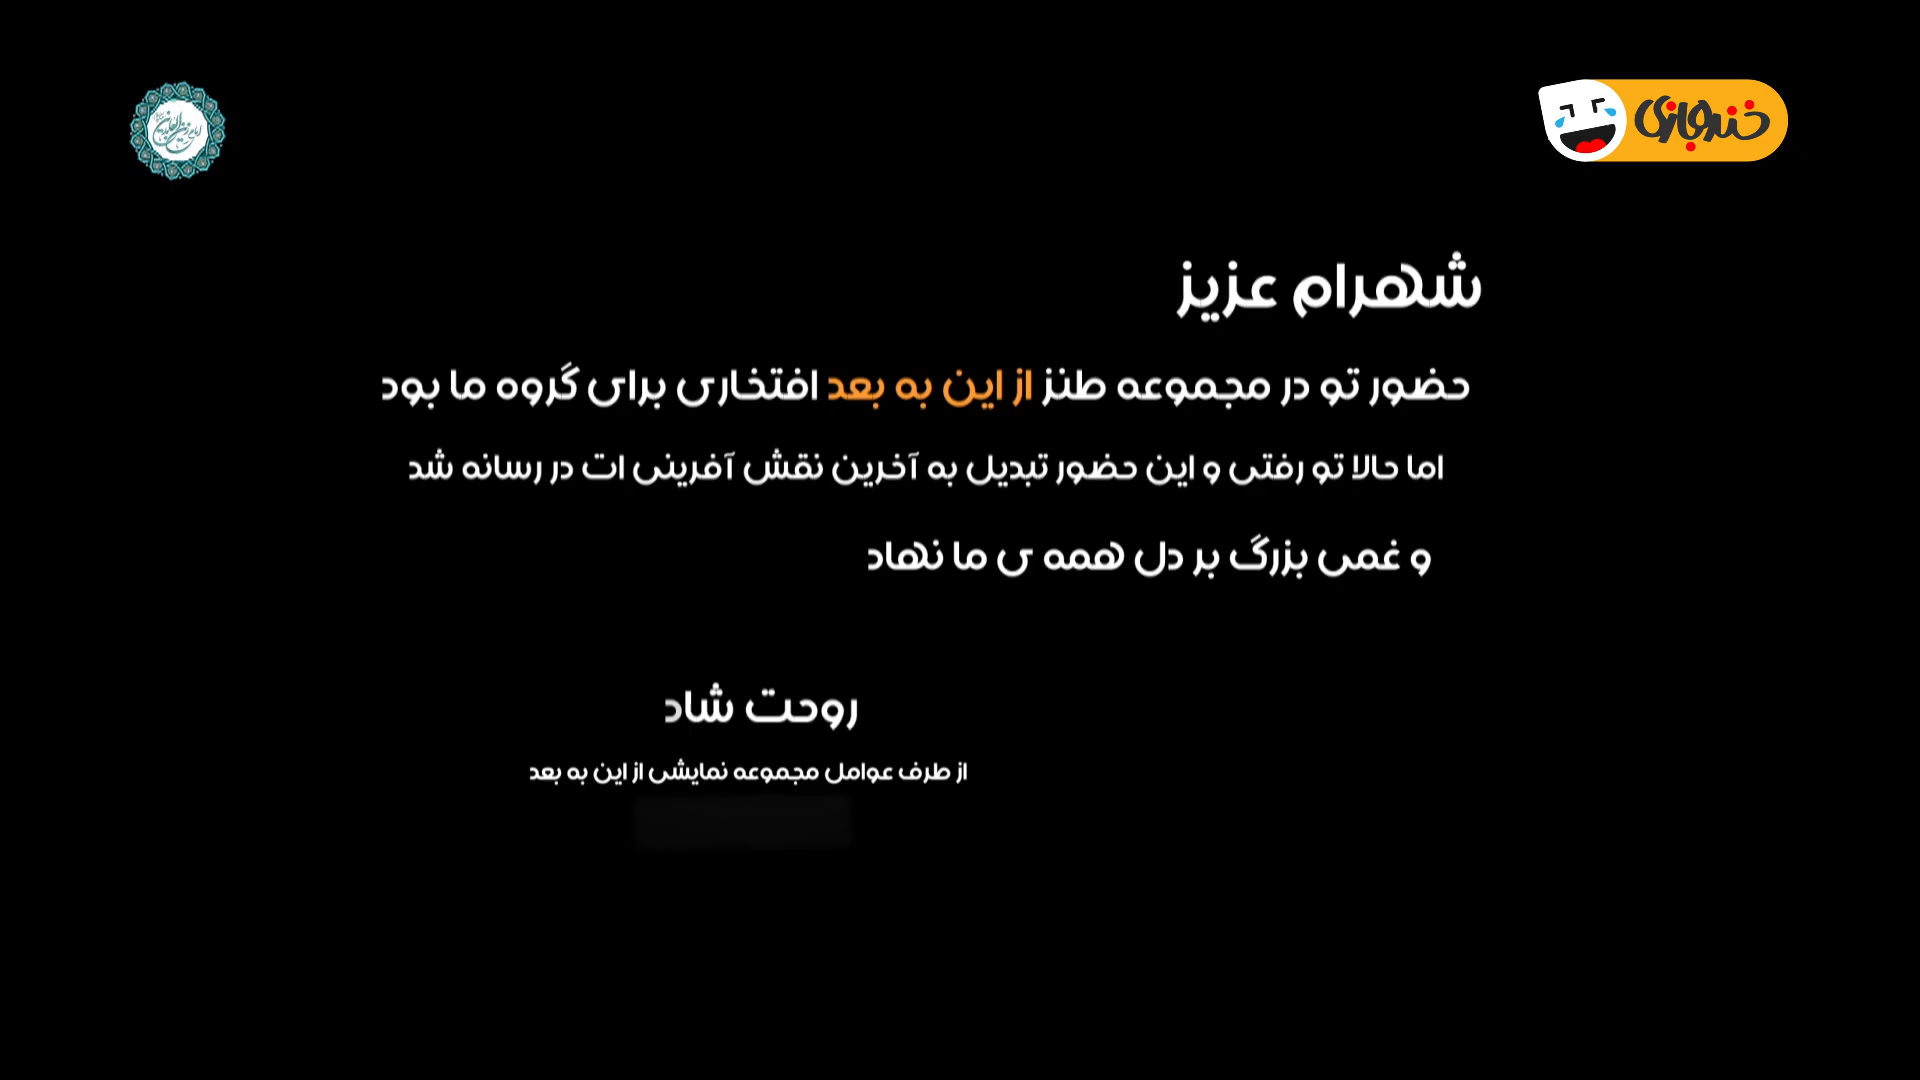 خندوبازی
شهرام عزیز
حضور تو در مجموعه طنز از این به بعد افتخاری برای گروه ما بود
اما حالا تو رفتی و این حضور تبدیل به آخرین نقش آفرینی ات در رسانه شد
و غمی بزرگ بر دل همه ی ما نهاد
روحت شاد
از طرف عوامل مجموعه نمایشی از این به بعد